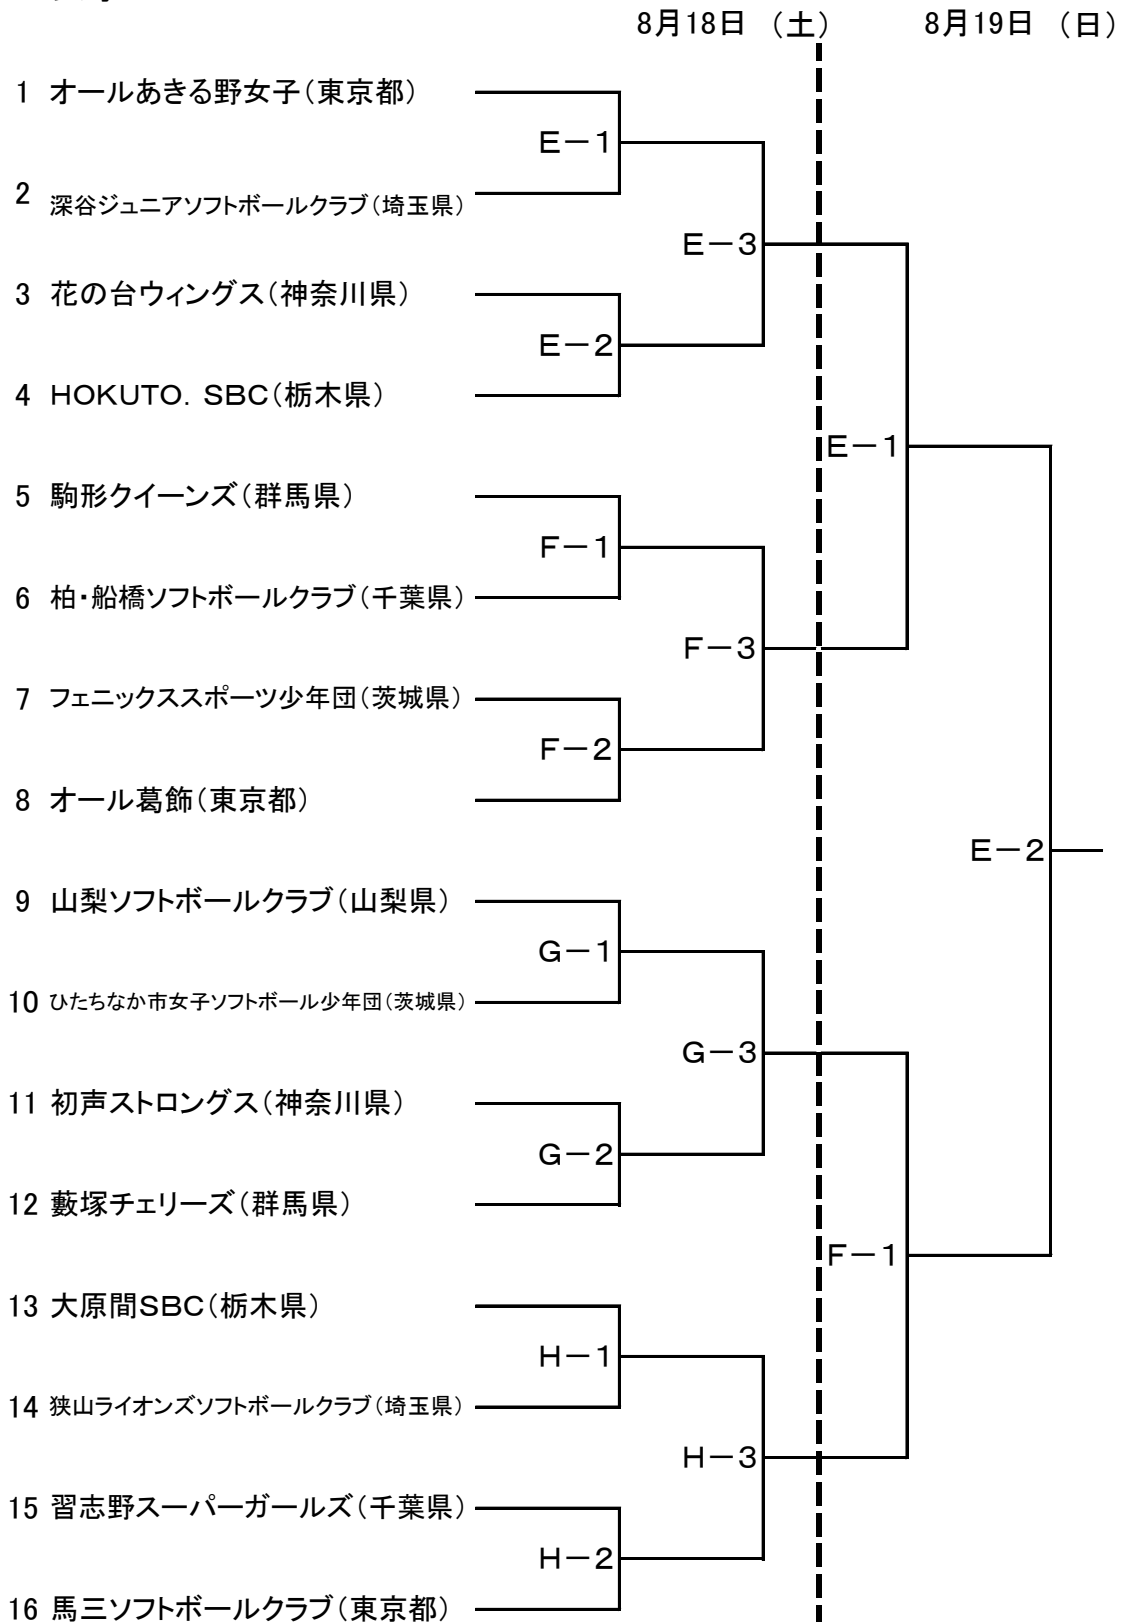 8月18日 (土) 8月19日 (日)
1 オールあきる野女子(東京都)
E-1
2 深谷ジュニアソフトボールクラブ(埼玉県)
E-3
3 花の台ウィングス(神奈川県)
E-2
4 HOKUTO. SBC(栃木県)
E-1
5 駒形クイーンズ(群馬県)
F-1
6 柏・船橋ソフトボールクラブ(千葉県)
F-3
7 フェニックススポーツ少年団(茨城県)
F-2
8 オール葛飾(東京都)
E-2
9 山梨ソフトボールクラブ(山梨県)
G-1
10 ひたちなか市女子ソフトボール少年団(茨城県)
G-3
11 初声ストロングス(神奈川県)
G-2
12 藪塚チェリーズ(群馬県)
F-1
13 大原間SBC(栃木県)
H-1
14 狭山ライオンズソフトボールクラブ(埼玉県)
H-3
15 習志野スーパーガールズ(千葉県)
H-2
16 馬三ソフトボールクラブ(東京都)